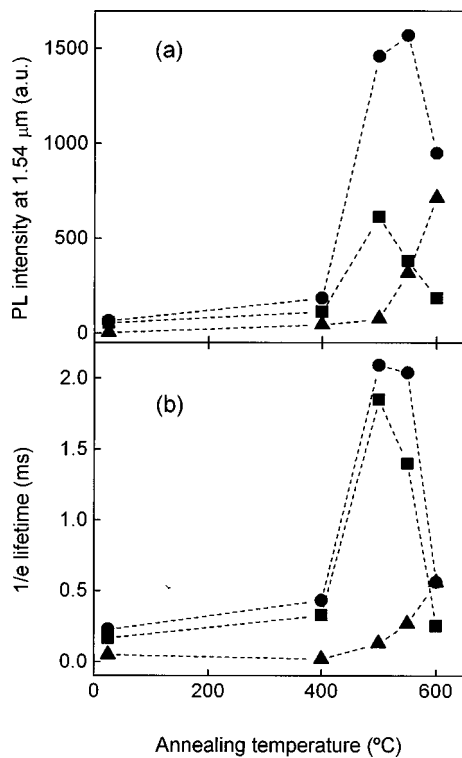 1500
(a)
1000
500
0
PL intensity at 1.54 μm (a.u.)
2.0
(b)
1.5
1.0
0.5
0.0
1/e lifetime (ms)
0 200 400 600
Annealing temperature (ºC)